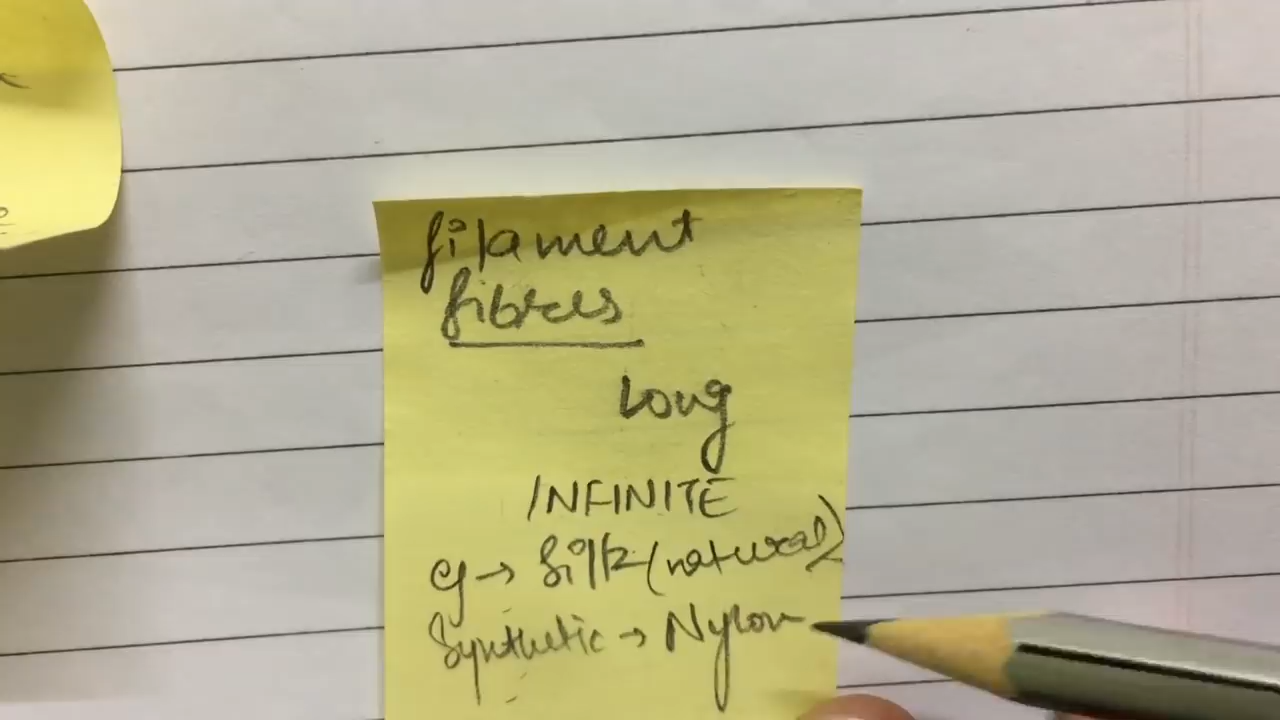 filament
fibres
long
INFINITE
eg → Silk (natural)
Synthetic → Nylon